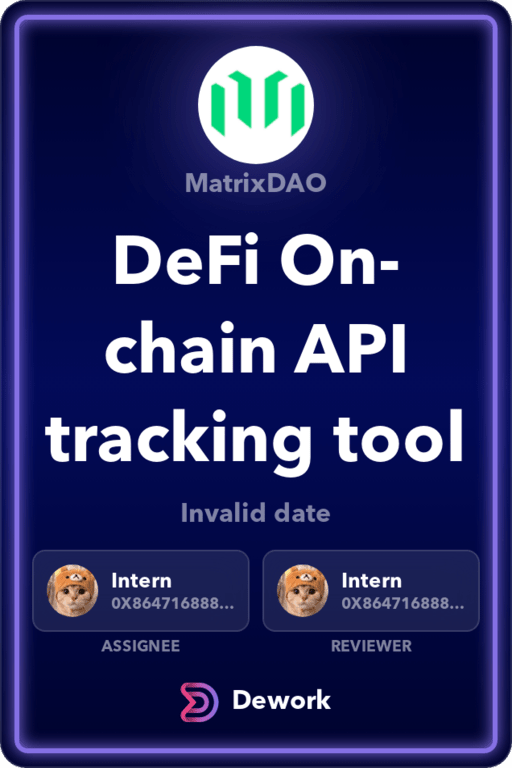 MatrixDAO
DeFi On-
chain API
tracking tool
Invalid date
Intern
0X864716888...
Intern
0X864716888...
ASSIGNEE
REVIEWER
Dework